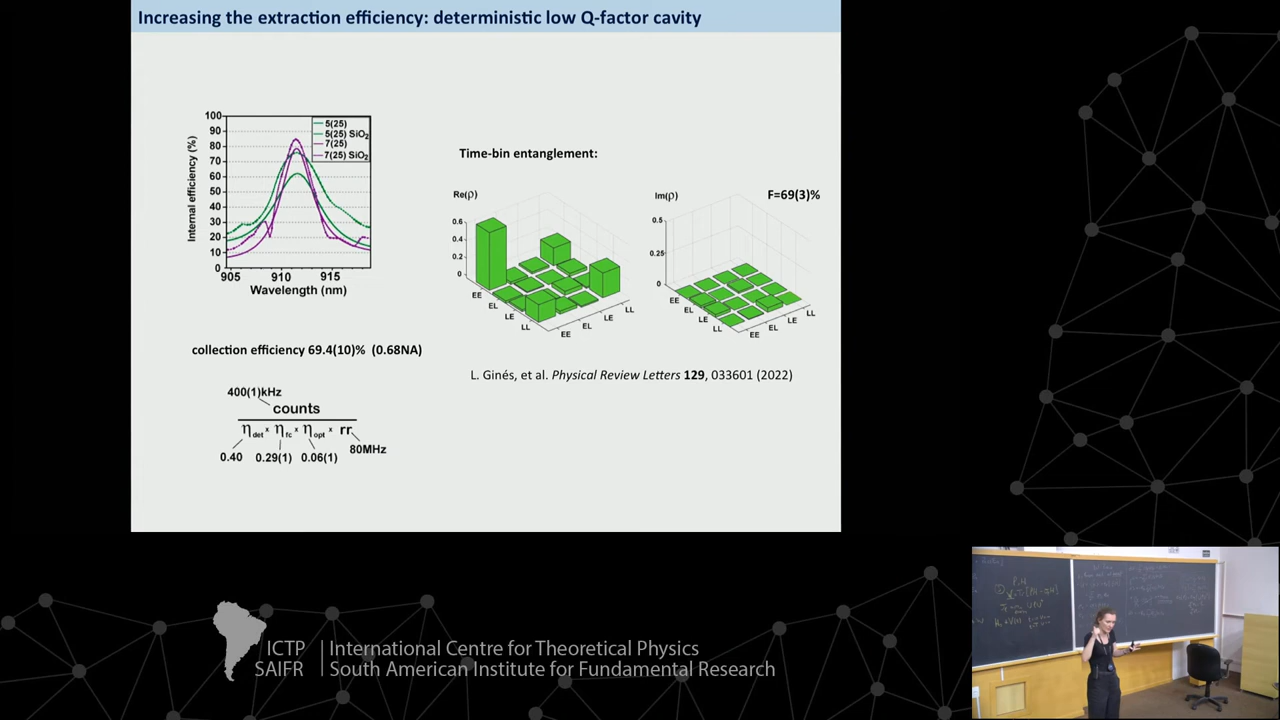 Increasing the extraction efficiency: deterministic low Q-factor cavity
100
90
80
70
60
50
40
30
20
10
0
Internal efficiency (%)
5(25)
5(25) SiO2
7(25)
7(25) SiO2
905 910 915
Wavelength (nm)
collection efficiency 69.4(10)% (0.68NA)
400(1)kHz
counts
ηdet x ηfc x ηopt x rr
0.40 0.29(1) 0.06(1) 80MHz
Time-bin entanglement:
Re(ρ)
0.6
0.4
0.2
0
EE
EL
LE
LL
EE
EL
LE
LL
Im(ρ)
F=69(3)%
0.5
0.25
0
EE
EL
LE
LL
EE
EL
LE
LL
L. Ginés, et al. Physical Review Letters 129, 033601 (2022)
ICTP International Centre for Theoretical Physics
SAIFR South American Institute for Fundamental Research